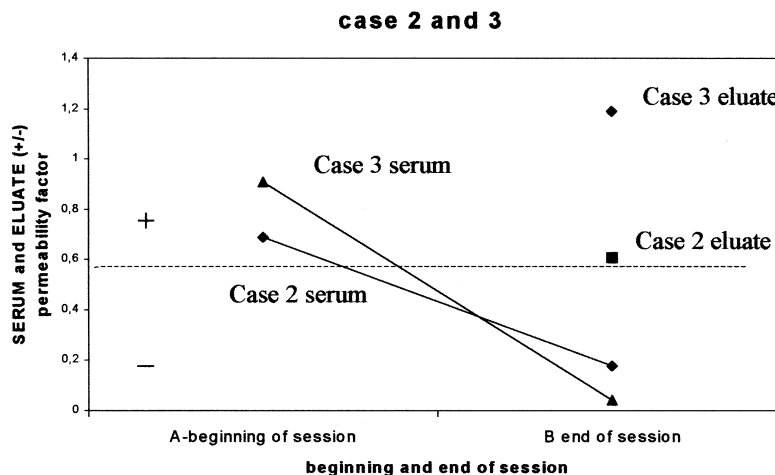 case 2 and 3
SERUM and ELUATE (+/-)
permeability factor
1,4
1,2
1
0,8
0,6
0,4
0,2
0
+
—
Case 3 eluate
Case 3 serum
Case 2 eluate
Case 2 serum
A-beginning of session
B end of session
beginning and end of session